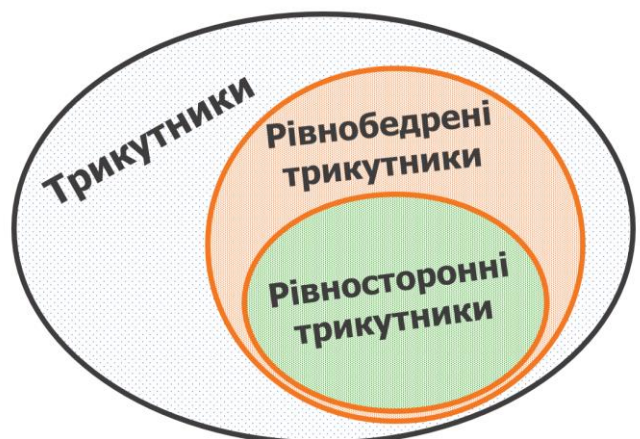 Трикутники
Рівнобедрені
трикутники
Рівносторонні
трикутники